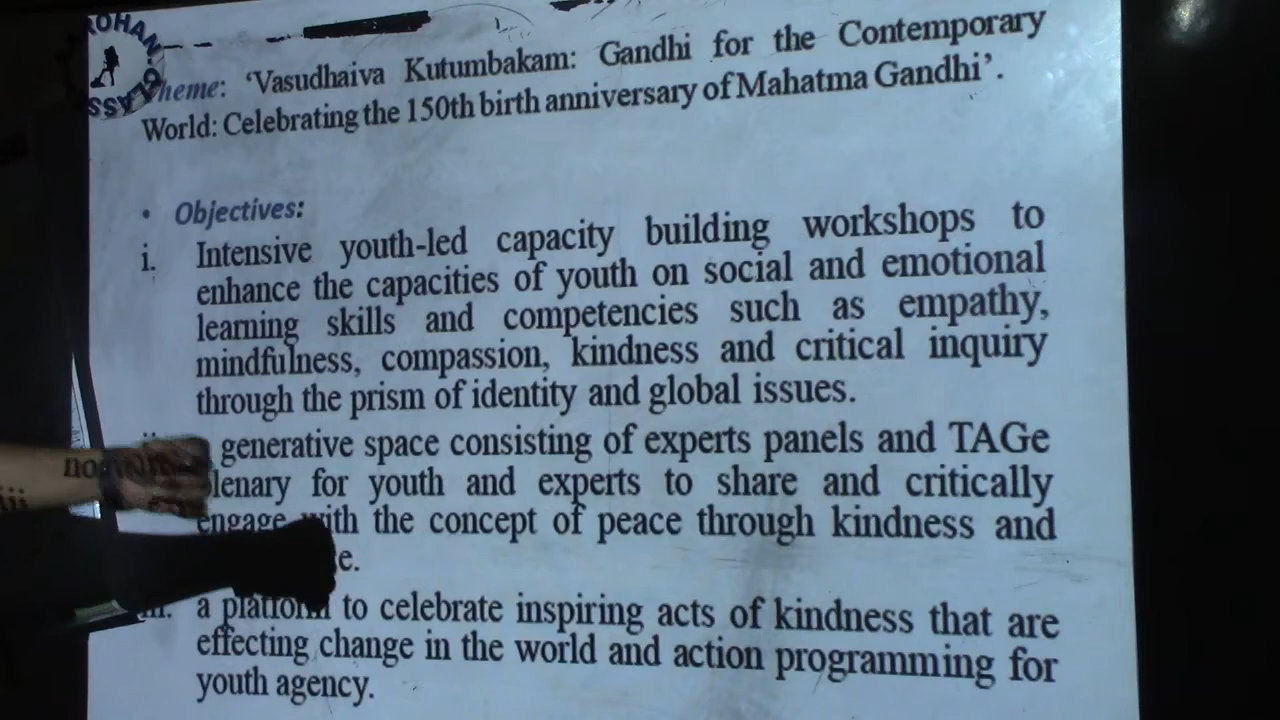 ROHAN.C
ASS
heme: 'Vasudhaiva Kutumbakam: Gandhi for the Contemporary
World: Celebrating the 150th birth anniversary of Mahatma Gandhi'.
• Objectives:
i. Intensive youth-led capacity building workshops to
enhance the capacities of youth on social and emotional
learning skills and competencies such as empathy,
mindfulness, compassion, kindness and critical inquiry
through the prism of identity and global issues.
generative space consisting of experts panels and TAGe
lenary for youth and experts to share and critically
engage with the concept of peace through kindness and
e.
a platform to celebrate inspiring acts of kindness that are
effecting change in the world and action programming for
youth agency.